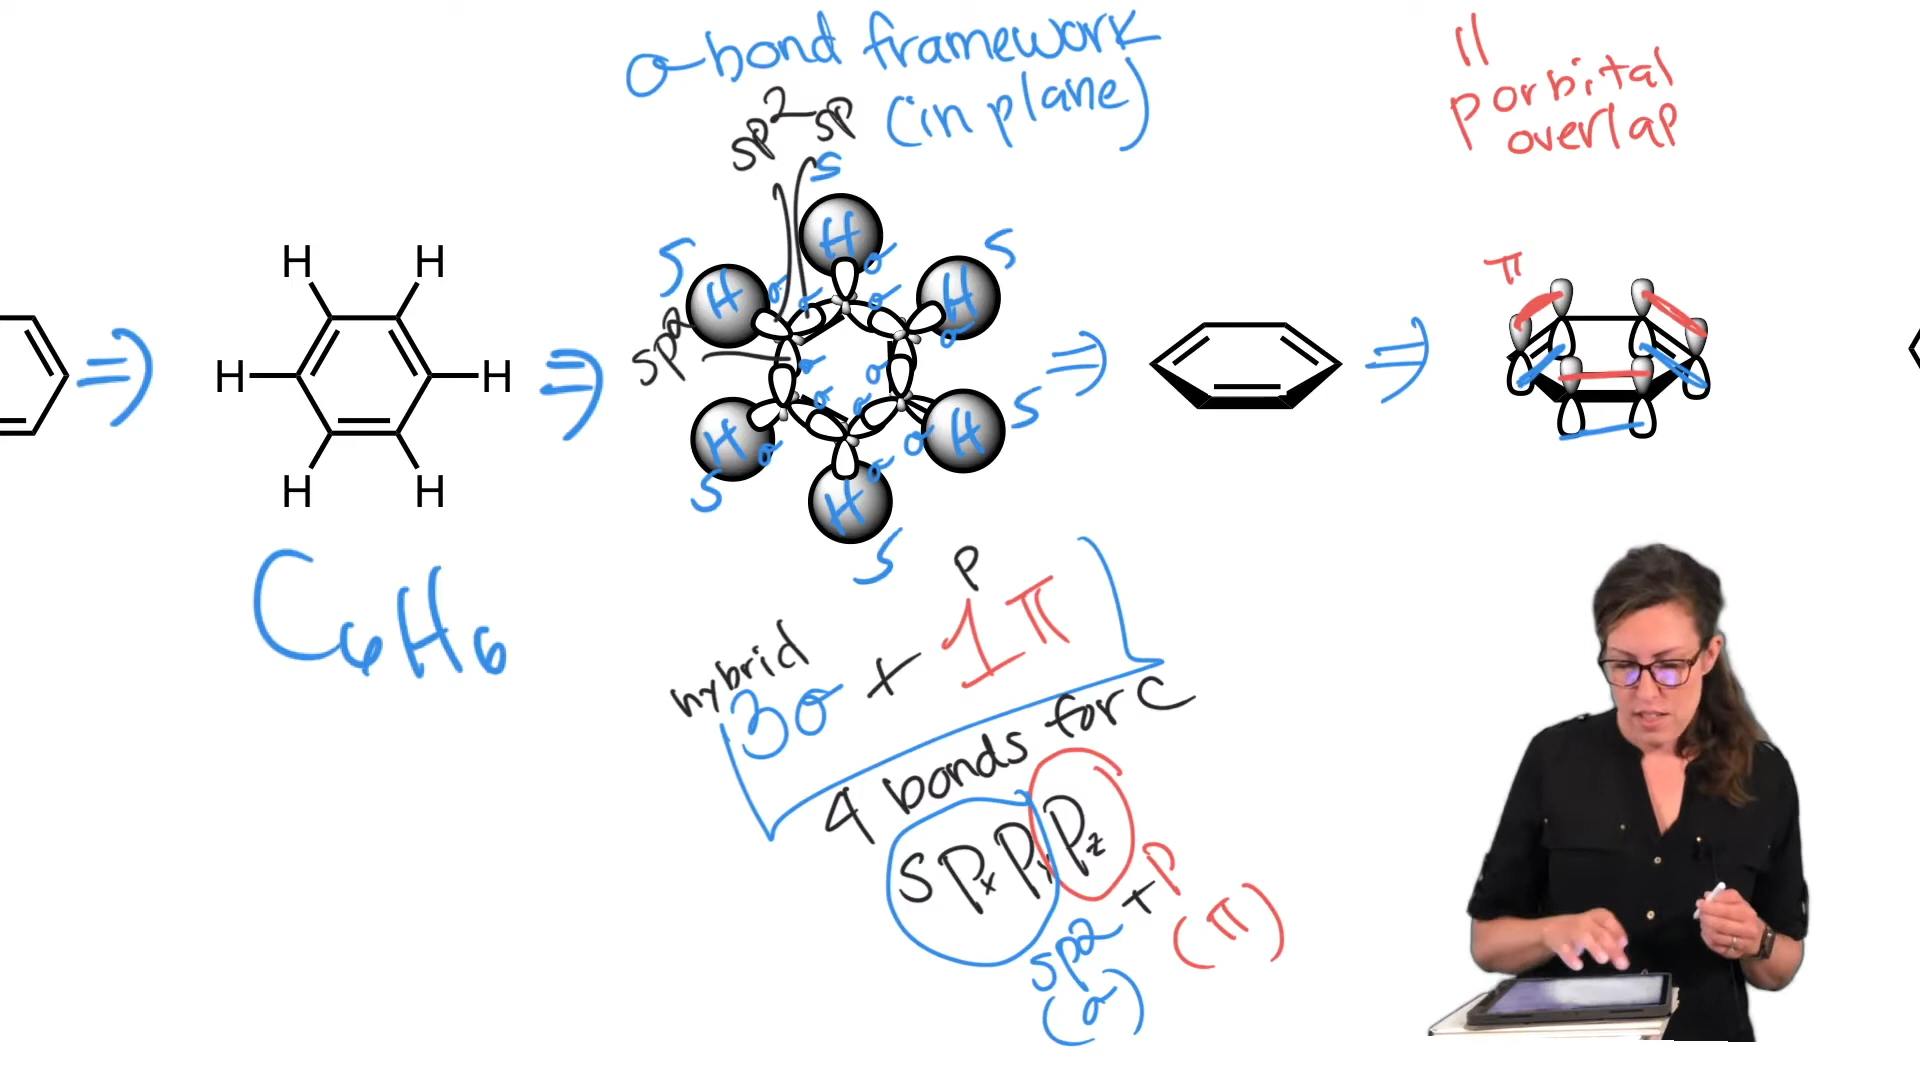 σ-bond framework
(in plane)
sp² sp
s
π
p orbital
overlap
H H
H H
H H
s
H
σ
s
H
σ
σ
σ
s
H
σ
sp²
σ
σ
σ
σ
H
σ
s
σ
H
s
σ
H
s
π
C6H6
p
hybrid
3σ + 1π
4 bonds for C
s px py pz
sp² + p
(σ) (π)